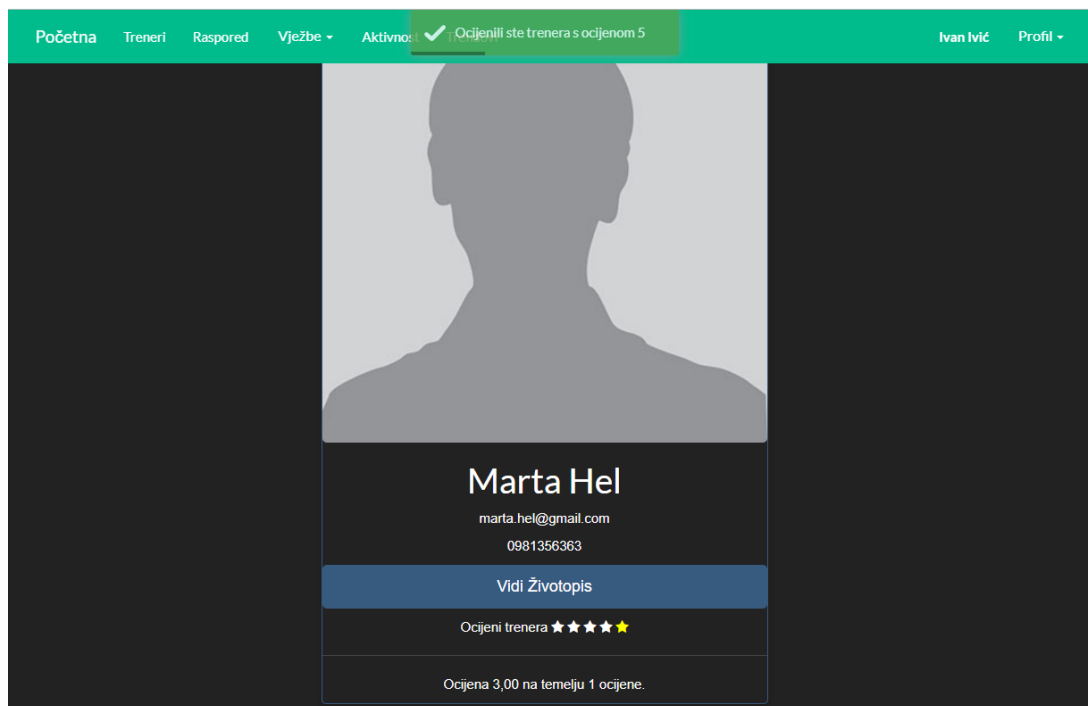 Početna Treneri Raspored Vježbe Aktivnost Ivan Ivić Profil
Ocijenili ste trenera s ocijenom 5
Marta Hel
marta.hel@gmail.com
0981356363
Vidi Životopis
Ocijeni trenera
Ocijena 3,00 na temelju 1 ocijene.